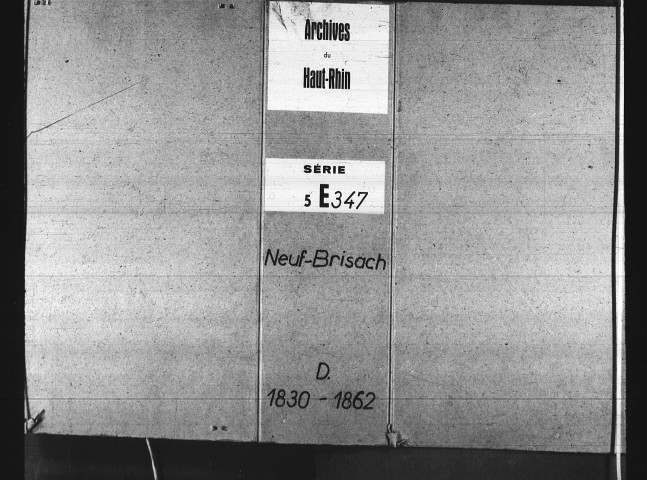 Archives
du
Haut-Rhin
SÉRIE
5 E347
Neuf-Brisach
D.
1830 - 1862